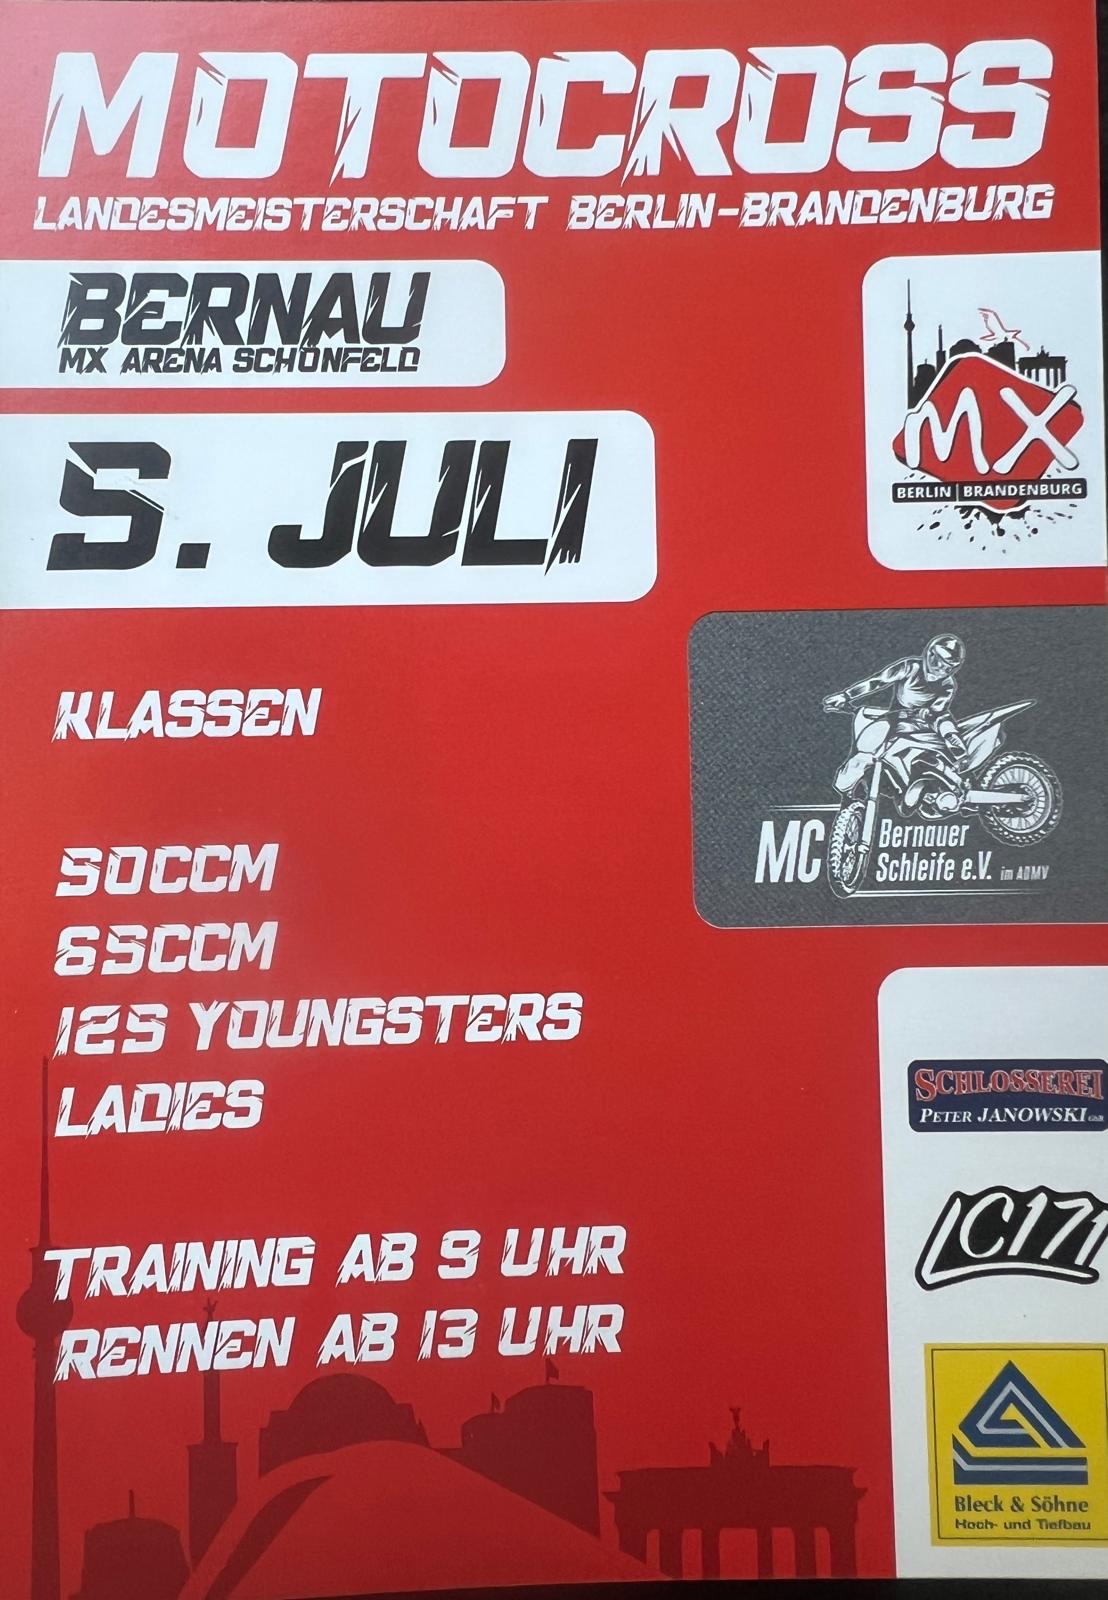 MOTOCROSS
LANDESMEISTERSCHAFT BERLIN-BRANDENBURG
BERNAU
MX ARENA SCHÖNFELD
5. JULI
MX
BERLIN | BRANDENBURG
KLASSEN
MC Bernauer
Schleife e.V. im ADMV
50CCM
65CCM
125 YOUNGSTERS
LADIES
SCHLOSSEREI
PETER JANOWSKI GbR
LC171
TRAINING AB 9 UHR
RENNEN AB 13 UHR
Bleck & Söhne
Hoch- und Tiefbau